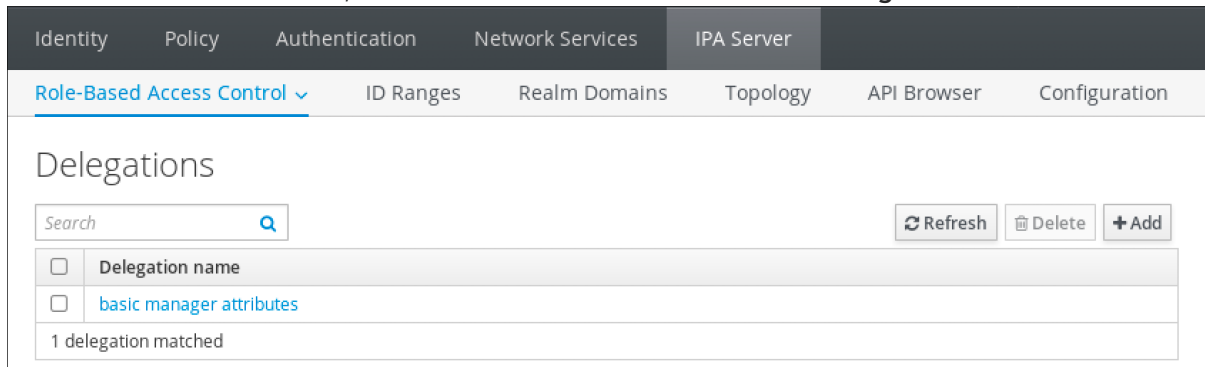 Identity Policy Authentication Network Services IPA Server
Role-Based Access Control ID Ranges Realm Domains Topology API Browser Configuration
Delegations
Search Refresh Delete Add
Delegation name
basic manager attributes
1 delegation matched